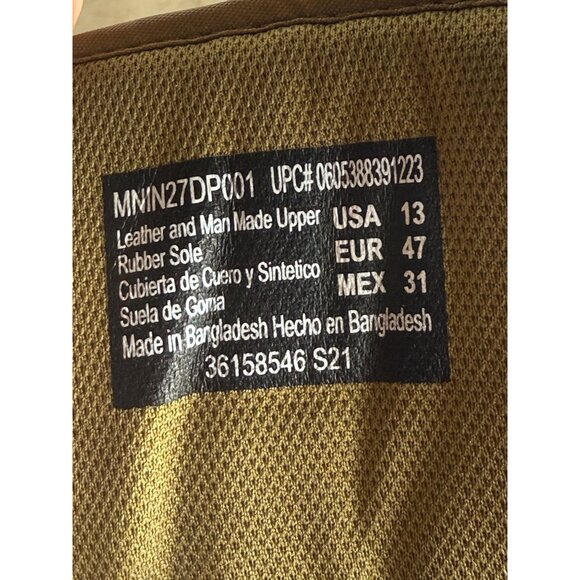 MNIN27DP001 UPC# 0605388391223
Leather and Man Made Upper USA 13
Rubber Sole EUR 47
Cubierta de Cuero y Sintetico MEX 31
Suela de Goma
Made in Bangladesh Hecho en Bangladesh
36158546 S21